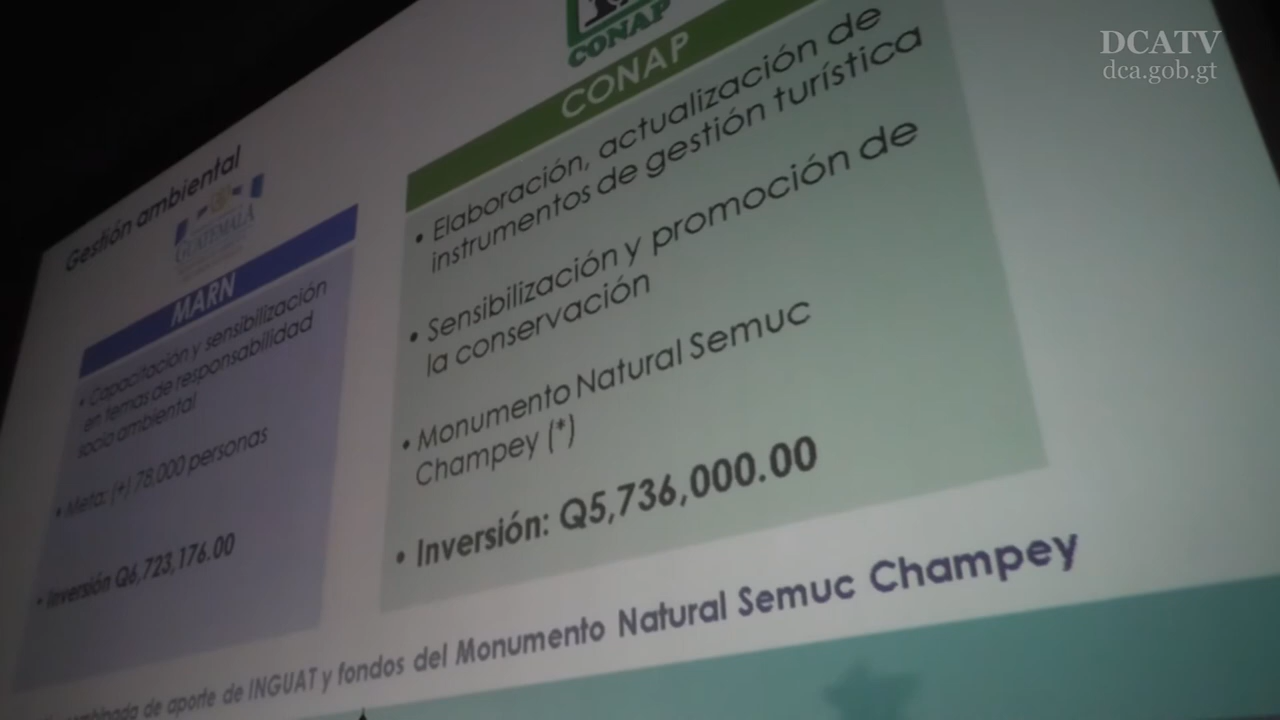 DCATV
dca.gob.gt
Gestión ambiental
GUATEMALA
MARN
• Capacitación y sensibilización
en temas de responsabilidad
socio ambiental
• Meta: (+) 78,000 personas
• Inversión Q6,723,176.00
CONAP
CONAP
• Elaboración, actualización de
instrumentos de gestión turística
• Sensibilización y promoción de
la conservación
• Monumento Natural Semuc
Champey (*)
• Inversión: Q5,736,000.00
de aporte de INGUAT y fondos del Monumento Natural Semuc Champey